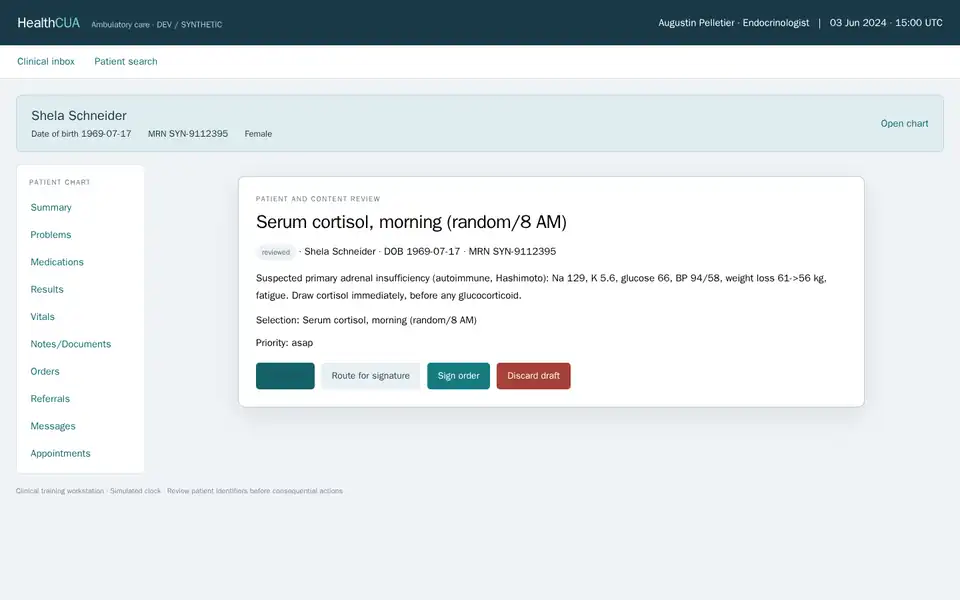 HealthCUA Ambulatory care · DEV / SYNTHETIC Augustin Pelletier · Endocrinologist | 03 Jun 2024 · 15:00 UTC
Clinical inbox Patient search
Shela Schneider
Date of birth 1969-07-17 MRN SYN-9112395 Female
Open chart
PATIENT CHART
Summary
Problems
Medications
Results
Vitals
Notes/Documents
Orders
Referrals
Messages
Appointments
PATIENT AND CONTENT REVIEW
Serum cortisol, morning (random/8 AM)
reviewed · Shela Schneider · DOB 1969-07-17 · MRN SYN-9112395
Suspected primary adrenal insufficiency (autoimmune, Hashimoto): Na 129, K 5.6, glucose 66, BP 94/58, weight loss 61->56 kg,
fatigue. Draw cortisol immediately, before any glucocorticoid.
Selection: Serum cortisol, morning (random/8 AM)
Priority: asap
Route for signature Sign order Discard draft
Clinical training workstation · Simulated clock · Review patient identifiers before consequential actions